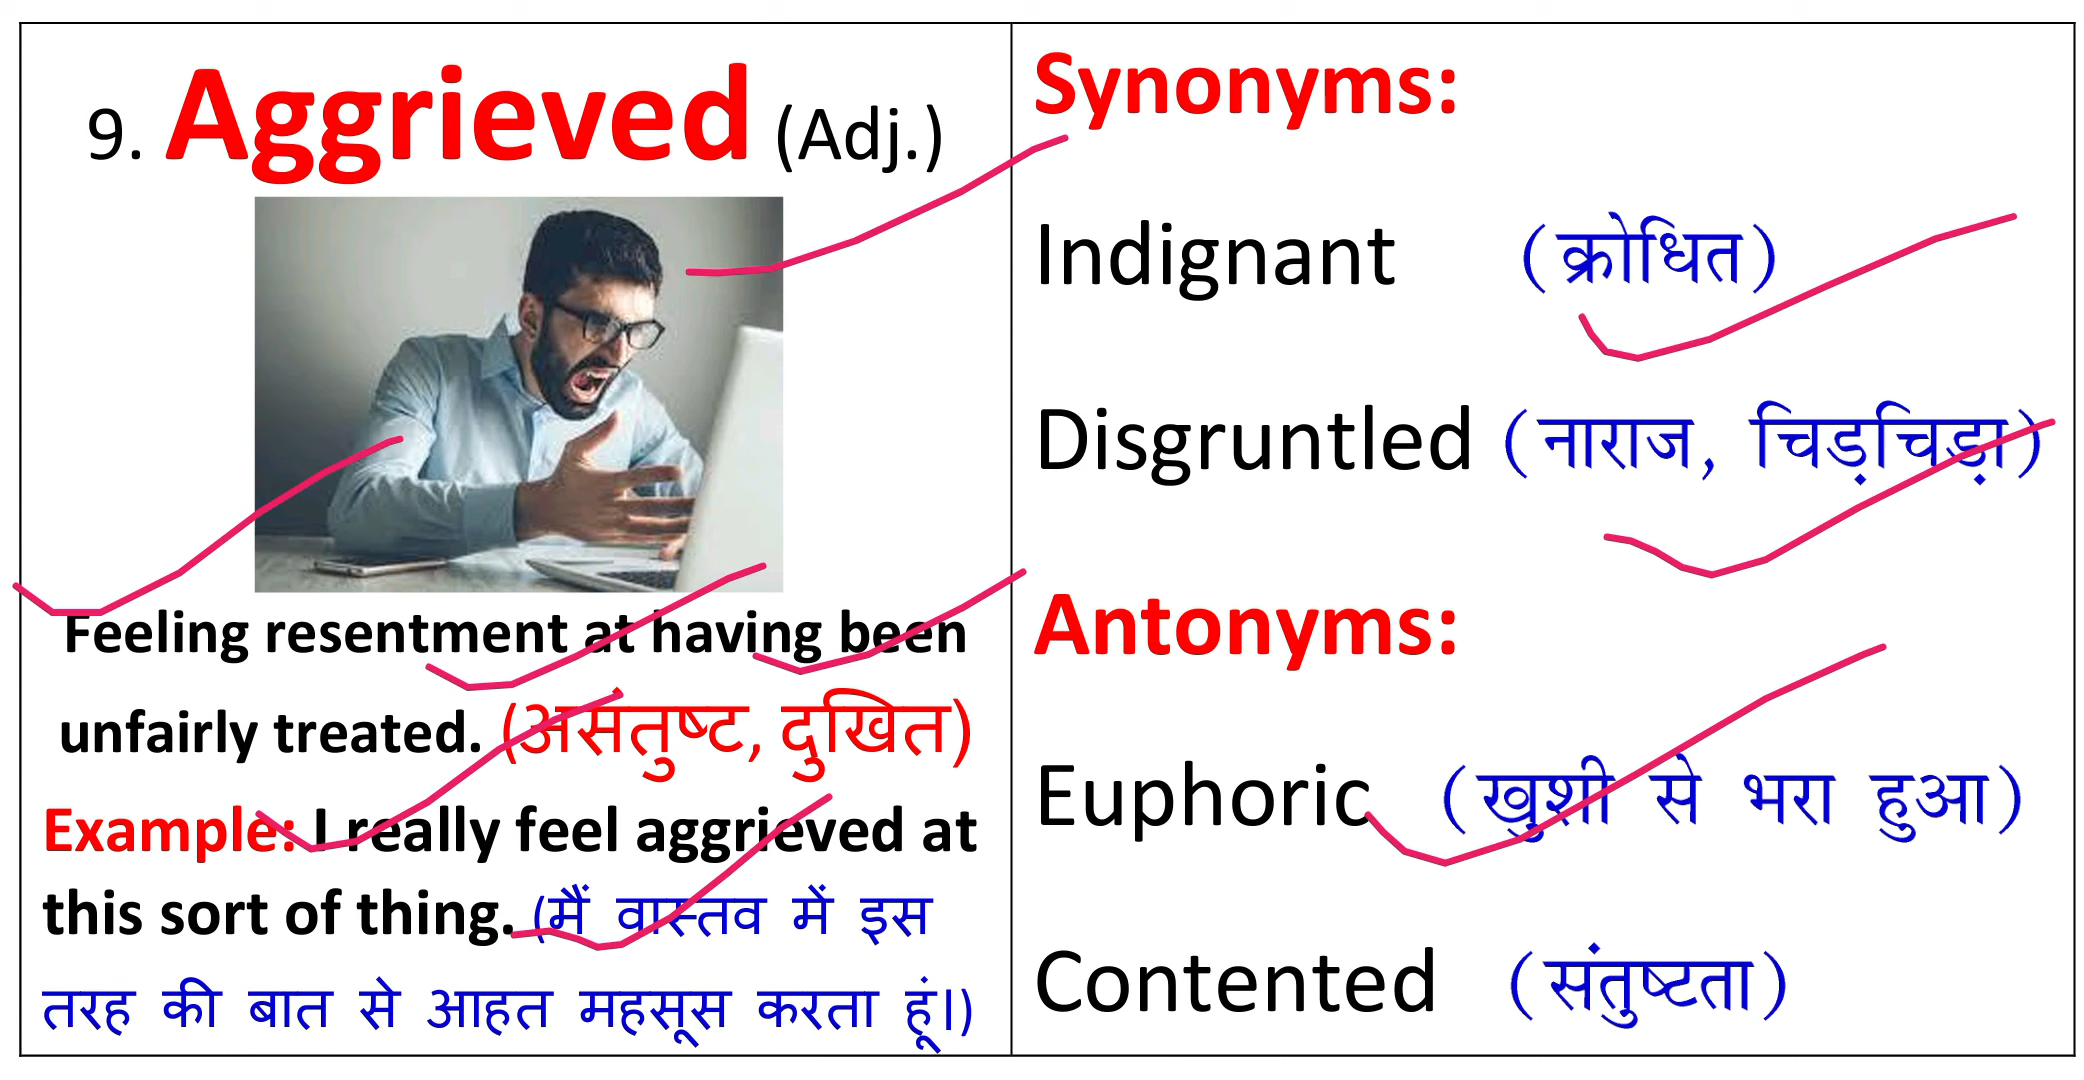 9. Aggrieved (Adj.)
Feeling resentment at having been
unfairly treated. (असंतुष्ट, दुखित)
Example: I really feel aggrieved at
this sort of thing. (मैं वास्तव में इस
तरह की बात से आहत महसूस करता हूं।)
Synonyms:
Indignant (क्रोधित)
Disgruntled (नाराज, चिड़चिड़ा)
Antonyms:
Euphoric (खुशी से भरा हुआ)
Contented (संतुष्टता)